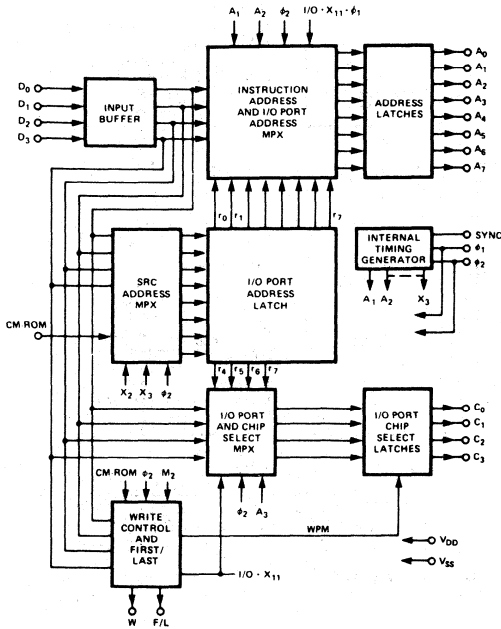 A₁ A₂ ϕ₂ I/O · X₁₁ · ϕ₁
D₀
D₁
D₂
D₃
INPUT
BUFFER
INSTRUCTION
ADDRESS
AND I/O PORT
ADDRESS
MPX
ADDRESS
LATCHES
A₀
A₁
A₂
A₃
A₄
A₅
A₆
A₇
r₀ r₁ r₇
SRC
ADDRESS
MPX
I/O PORT
ADDRESS
LATCH
INTERNAL
TIMING
GENERATOR
SYNC
ϕ₁
ϕ₂
A₁ A₂ X₃
CM·ROM
X₂ X₃ ϕ₂
r₄ r₅ r₆ r₇
I/O PORT
AND CHIP
SELECT
MPX
I/O PORT
CHIP
SELECT
LATCHES
C₀
C₁
C₂
C₃
CM·ROM ϕ₂ M₂
ϕ₂ A₃
WRITE
CONTROL
AND
FIRST/
LAST
WPM
I/O · X₁₁
V_DD
V_SS
W F/L